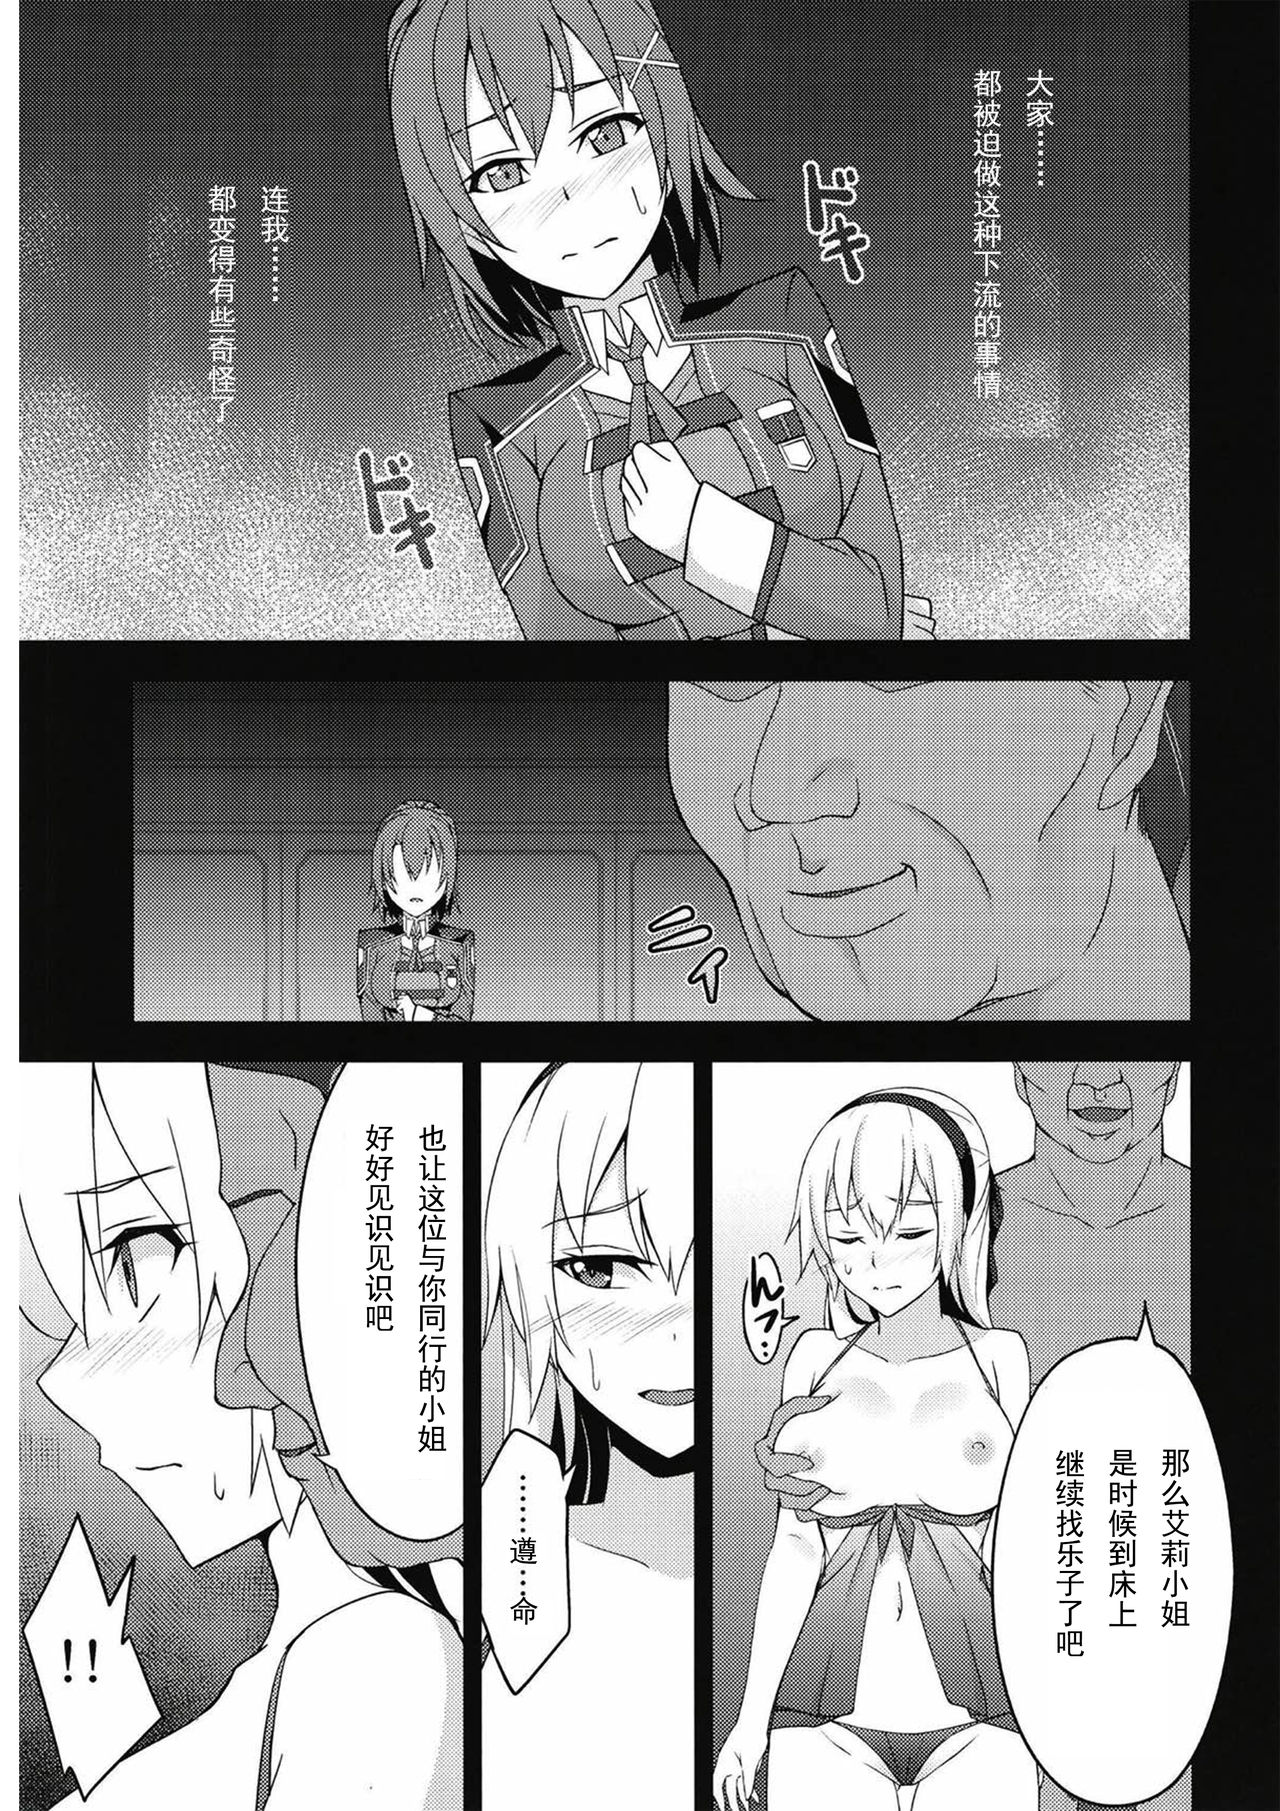 大家……
都被迫做这种下流的事情
ドキ
连我……
都变得有些奇怪了
ドキ
ニィ
那么艾莉小姐
是时候到床上
继续找乐子了吧
んっ…
……遵…命
也让这位与你同行的小姐
好好见识见识吧
!!